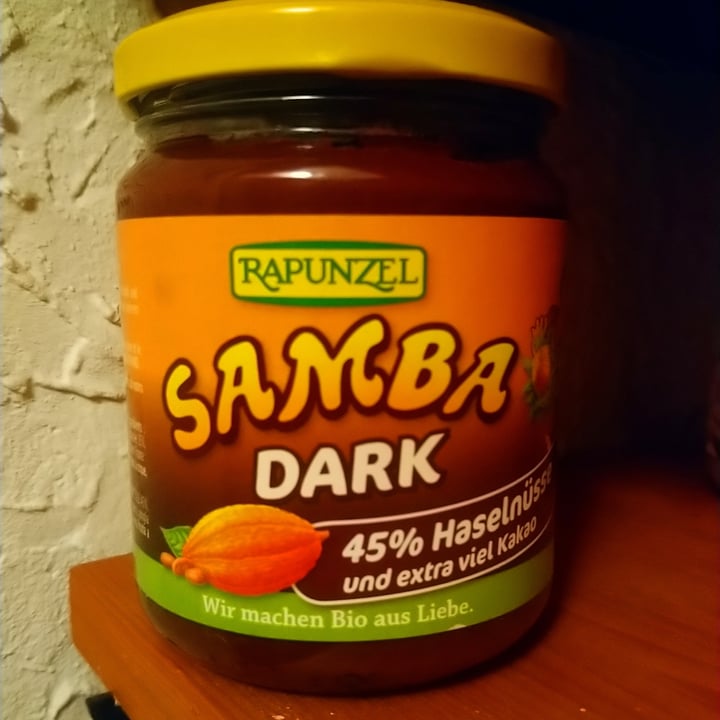 RAPUNZEL
SAMBA
DARK
45% Haselnüsse
und extra viel Kakao
Wir machen Bio aus Liebe.